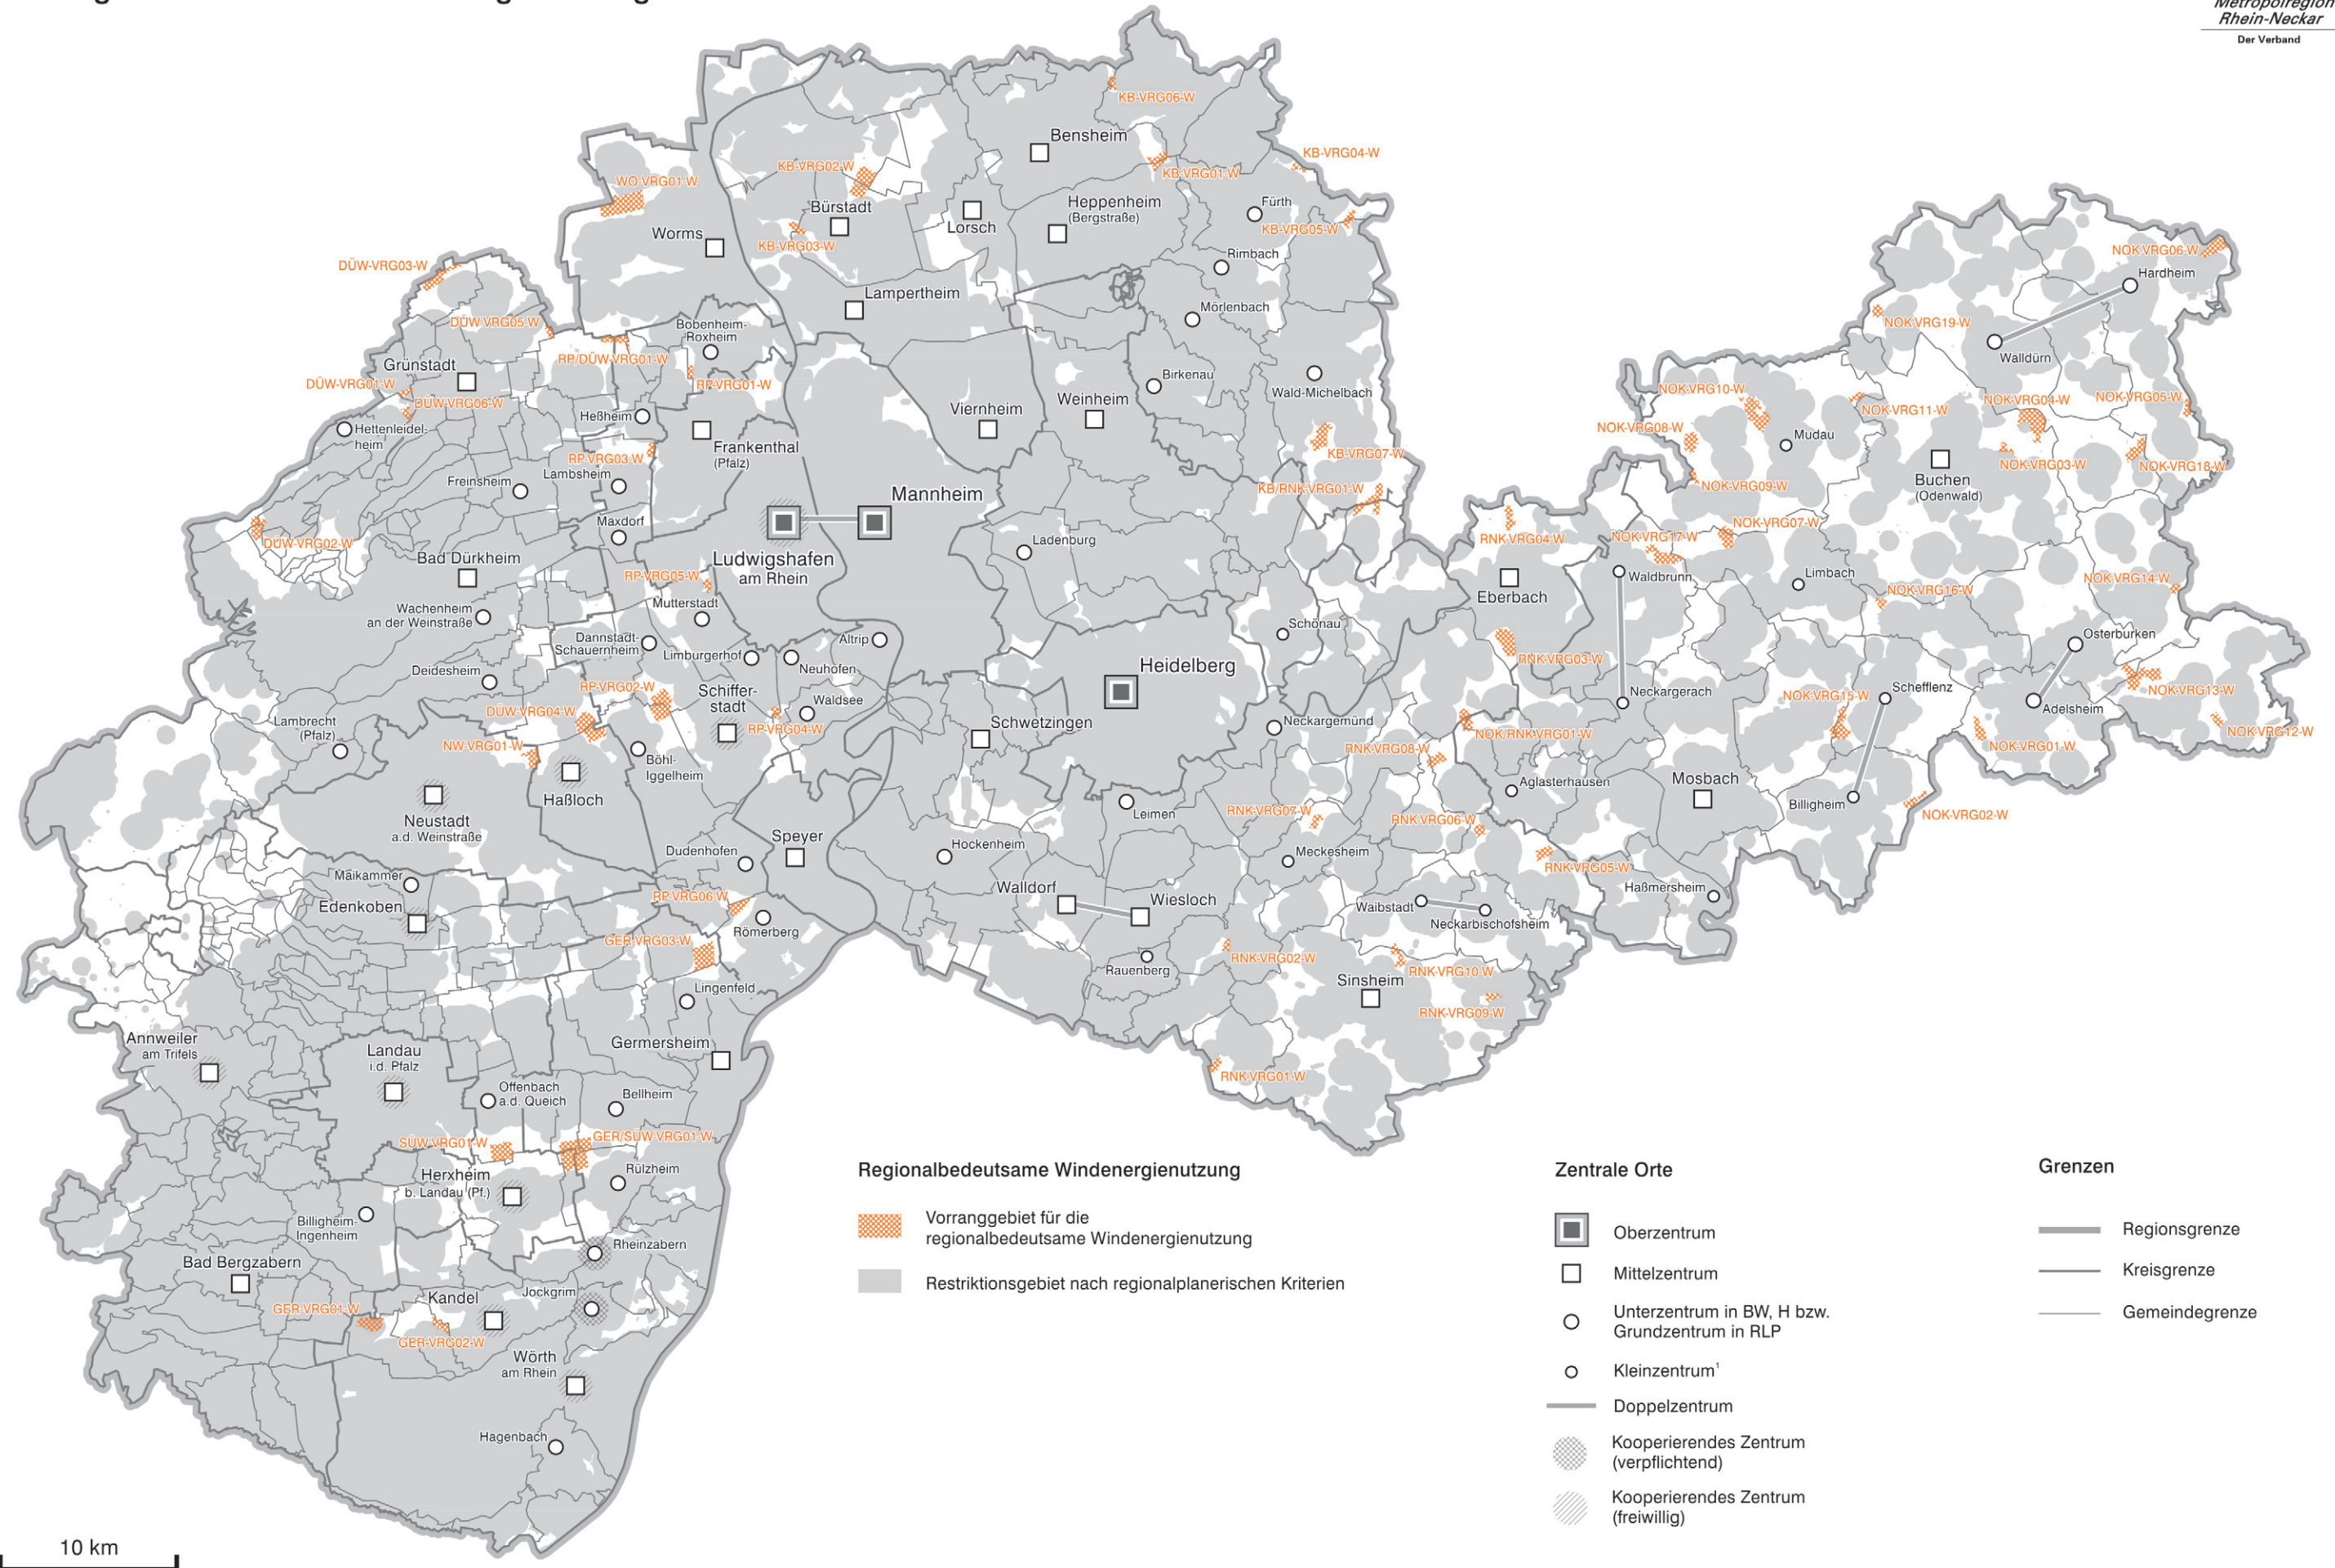 Metropolregion
Rhein-Neckar
Der Verband
KB-VRG06-W
Bensheim
KB-VRG04-W
KB-VRG02-W
KB-VRG01-W
WO-VRG01-W
Bürstadt
Lorsch
Heppenheim
(Bergstraße)
Fürth
KB-VRG05-W
Worms
KB-VRG03-W
Rimbach
NOK-VRG06-W
Hardheim
DÜW-VRG03-W
Lampertheim
Mörlenbach
DÜW-VRG05-W
Bobenheim-
Roxheim
NOK-VRG19-W
Walldürn
RP/DÜW-VRG01-W
Grünstadt
DÜW-VRG01-W
RP-VRG01-W
Birkenau
Wald-Michelbach
NOK-VRG10-W
NOK-VRG04-W
NOK-VRG05-W
DÜW-VRG06-W
Heßheim
Viernheim
Weinheim
NOK-VRG11-W
Hettenleidel-
heim
NOK-VRG08-W
Mudau
Frankenthal
(Pfalz)
RP-VRG03-W
KB-VRG07-W
NOK-VRG03-W
NOK-VRG18-W
Lambsheim
Freinsheim
Buchen
(Odenwald)
KB/RNK-VRG01-W
NOK-VRG09-W
Mannheim
Maxdorf
NOK-VRG07-W
DÜW-VRG02-W
Ladenburg
RNK-VRG04-W
NOK-VRG17-W
Bad Dürkheim
Ludwigshafen
am Rhein
RP-VRG05-W
Waldbrunn
Limbach
NOK-VRG14-W
Eberbach
NOK-VRG16-W
Mutterstadt
Wachenheim
an der Weinstraße
Schönau
Osterburken
Dannstadt-
Schauernheim
Altrip
Limburgerhof
Neuhofen
RNK-VRG03-W
Heidelberg
Deidesheim
RP-VRG02-W
Schiffer-
stadt
Waldsee
Neckargerach
NOK-VRG15-W
Schefflenz
NOK-VRG13-W
DÜW-VRG04-W
RP-VRG04-W
Adelsheim
Lambrecht
(Pfalz)
Schwetzingen
Neckargemünd
NOK/RNK-VRG01-W
NOK-VRG12-W
NW-VRG01-W
RNK-VRG08-W
NOK-VRG01-W
Böhl-
Iggelheim
Haßloch
Aglasterhausen
Mosbach
Billigheim
Neustadt
a.d. Weinstraße
Leimen
RNK-VRG07-W
RNK-VRG06-W
NOK-VRG02-W
Speyer
Hockenheim
Dudenhofen
Meckesheim
RNK-VRG05-W
Maikammer
Walldorf
Haßmersheim
RP-VRG06-W
Edenkoben
Wiesloch
Waibstadt
Neckarbischofsheim
Römerberg
GER-VRG03-W
RNK-VRG02-W
Rauenberg
RNK-VRG10-W
Sinsheim
Lingenfeld
RNK-VRG09-W
Annweiler
am Trifels
Germersheim
Landau
i.d. Pfalz
RNK-VRG01-W
Offenbach
a.d. Queich
Bellheim
SÜW-VRG01-W
GER/SÜW-VRG01-W
Herxheim
b. Landau (Pf.)
Rülzheim
Billigheim-
Ingenheim
Rheinzabern
Bad Bergzabern
Jockgrim
Kandel
GER-VRG01-W
GER-VRG02-W
Wörth
am Rhein
Hagenbach
10 km
Regionalbedeutsame Windenergienutzung
Vorranggebiet für die
regionalbedeutsame Windenergienutzung
Restriktionsgebiet nach regionalplanerischen Kriterien
Zentrale Orte
Oberzentrum
Mittelzentrum
Unterzentrum in BW, H bzw.
Grundzentrum in RLP
Kleinzentrum¹
Doppelzentrum
Kooperierendes Zentrum
(verpflichtend)
Kooperierendes Zentrum
(freiwillig)
Grenzen
Regionsgrenze
Kreisgrenze
Gemeindegrenze